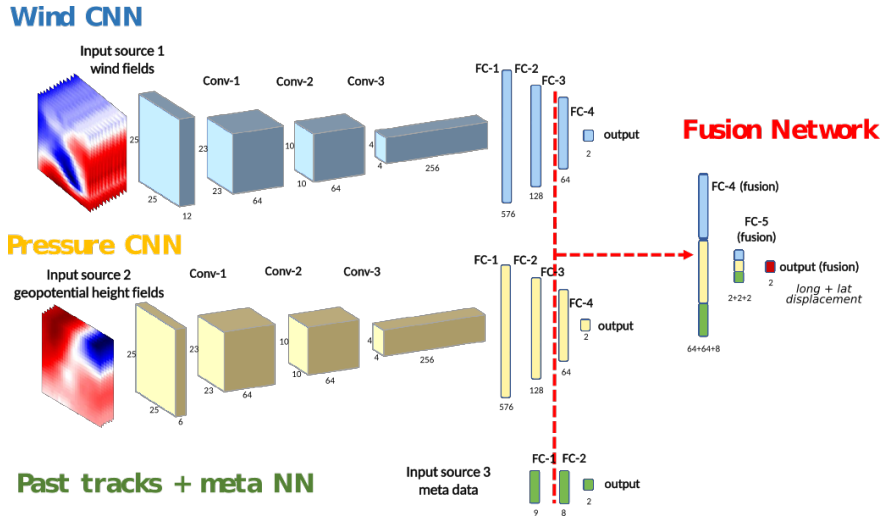 Wind CNN
Input source 1
wind fields
Conv-1
Conv-2
Conv-3
FC-1
FC-2
FC-3
FC-4
output
25
25
12
23
23
64
10
10
64
4
4
256
576
128
64
2
Fusion Network
FC-4 (fusion)
FC-5
(fusion)
output (fusion)
2
long + lat
displacement
2+2+2
64+64+8
Pressure CNN
Input source 2
geopotential height fields
Conv-1
Conv-2
Conv-3
FC-1
FC-2
FC-3
FC-4
output
25
25
6
23
23
64
10
10
64
4
4
256
576
128
64
2
Past tracks + meta NN
Input source 3
meta data
FC-1
FC-2
output
9
8
2